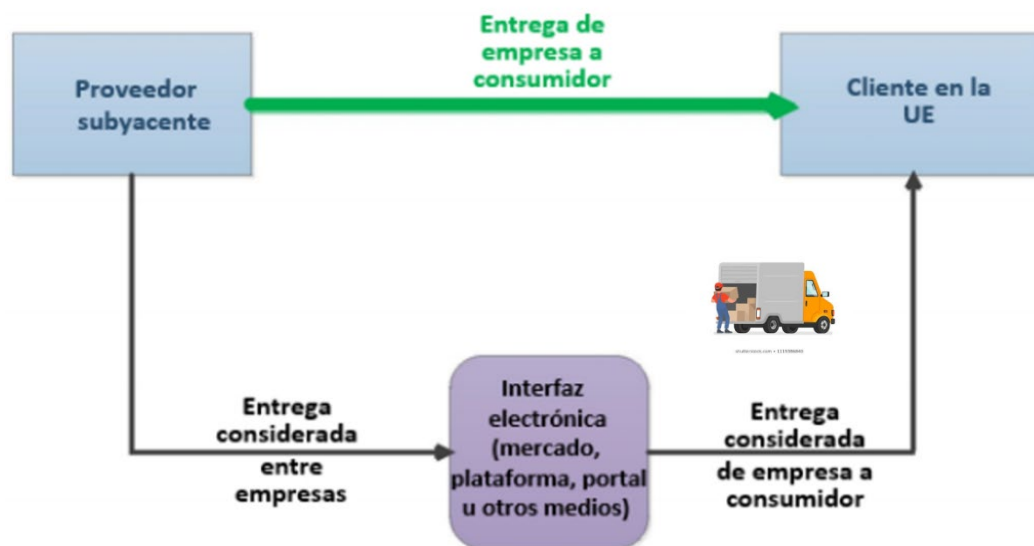 Entrega de
empresa a
consumidor
Proveedor
subyacente
Cliente en la
UE
Entrega
considerada
entre
empresas
Interfaz
electrónica
(mercado,
plataforma, portal
u otros medios)
Entrega
considerada
de empresa a
consumidor